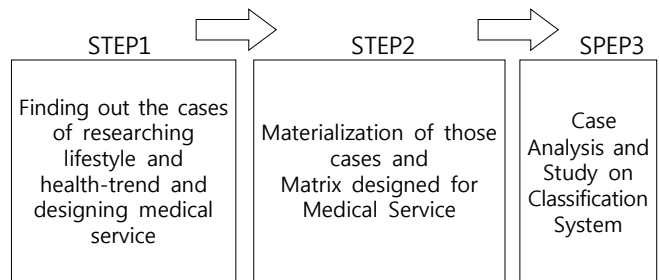 STEP1
Finding out the cases
of researching
lifestyle and
health-trend and
designing medical
service
STEP2
Materialization of those
cases and
Matrix designed for
Medical Service
SPEP3
Case
Analysis and
Study on
Classification
System